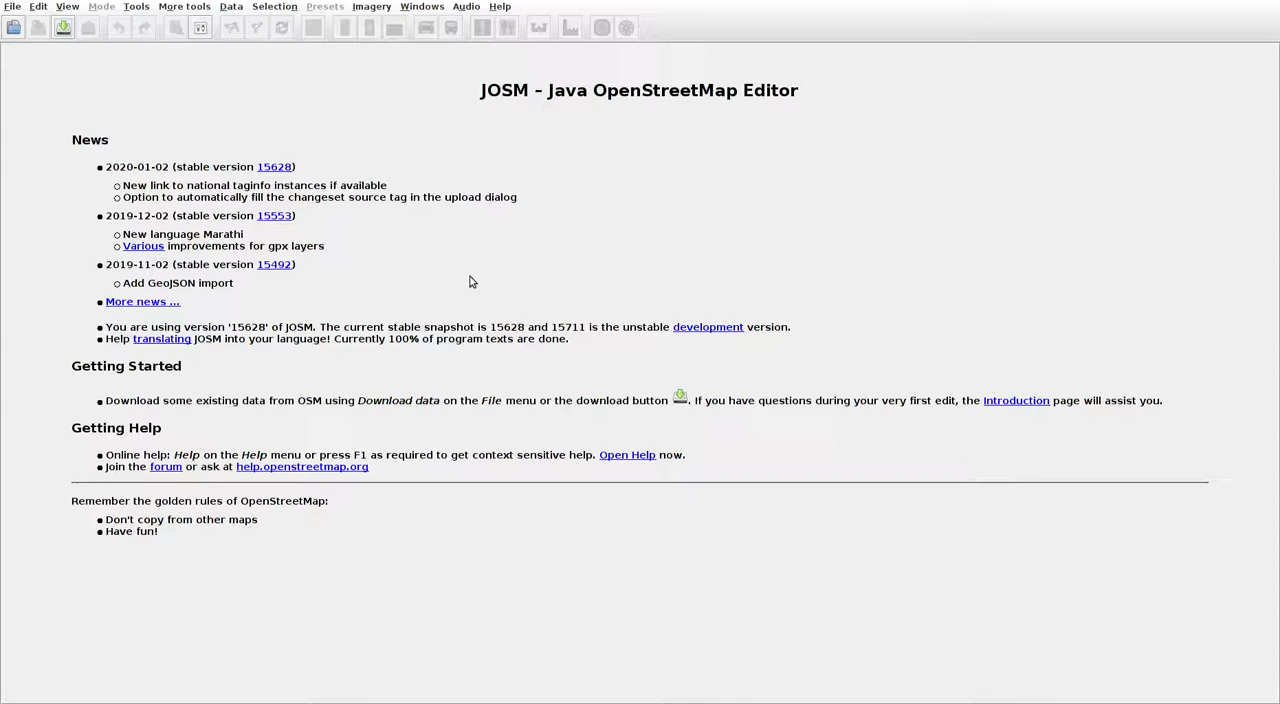 File Edit View Mode Tools More tools Data Selection Presets Imagery Windows Audio Help
JOSM – Java OpenStreetMap Editor
News
2020-01-02 (stable version 15628)
New link to national taginfo instances if available
Option to automatically fill the changeset source tag in the upload dialog
2019-12-02 (stable version 15553)
New language Marathi
Various improvements for gpx layers
2019-11-02 (stable version 15492)
Add GeoJSON import
More news ...
You are using version '15628' of JOSM. The current stable snapshot is 15628 and 15711 is the unstable development version.
Help translating JOSM into your language! Currently 100% of program texts are done.
Getting Started
Download some existing data from OSM using Download data on the File menu or the download button . If you have questions during your very first edit, the Introduction page will assist you.
Getting Help
Online help: Help on the Help menu or press F1 as required to get context sensitive help. Open Help now.
Join the forum or ask at help.openstreetmap.org
Remember the golden rules of OpenStreetMap:
Don't copy from other maps
Have fun!